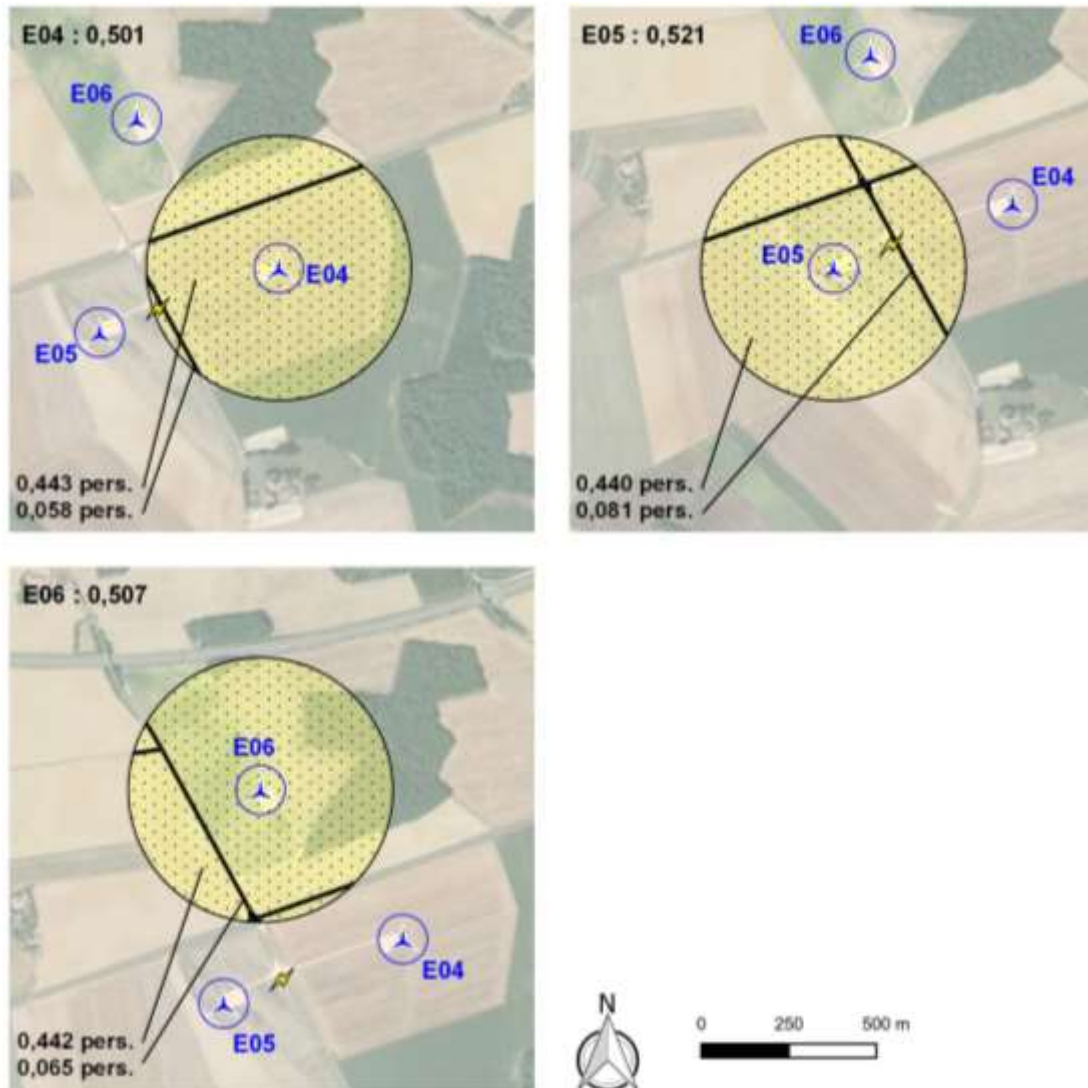 E04 : 0,501
E06
E04
E05
0,443 pers.
0,058 pers.
E05 : 0,521
E06
E04
E05
0,440 pers.
0,081 pers.
E06 : 0,507
E06
E04
E05
0,442 pers.
0,065 pers.
N
0 250 500 m